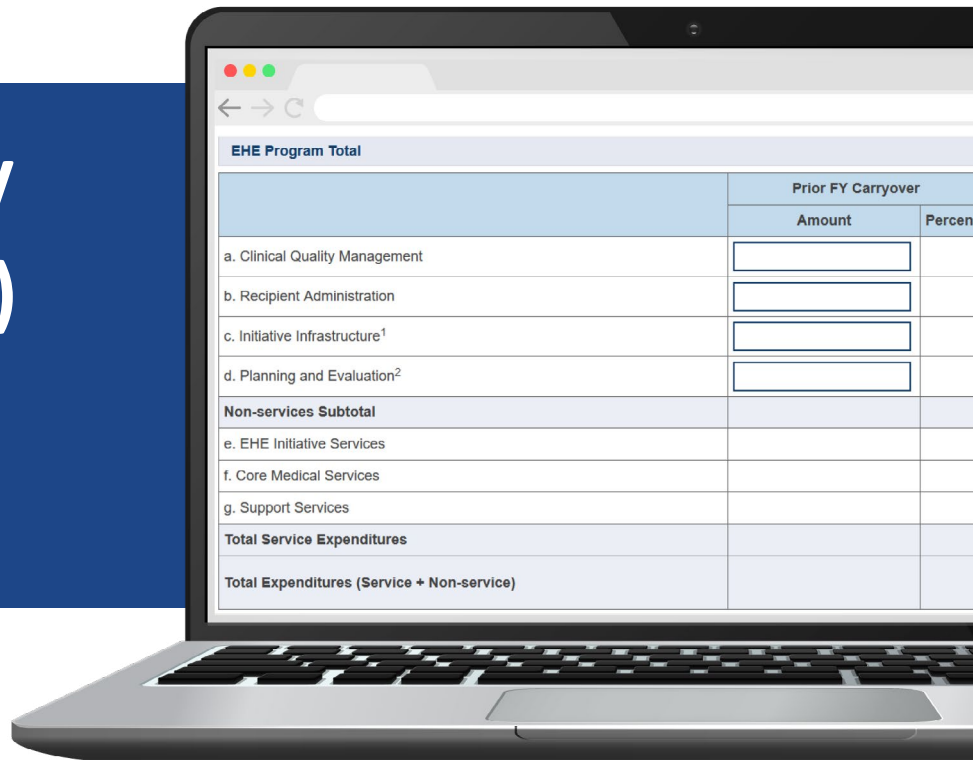 EHE Program Total
Prior FY Carryover
Amount
a. Clinical Quality Management
b. Recipient Administration
c. Initiative Infrastructure1
d. Planning and Evaluation2
Non-services Subtotal
e. EHE Initiative Services
f. Core Medical Services
g. Support Services
Total Service Expenditures
Total Expenditures (Service + Non-service)